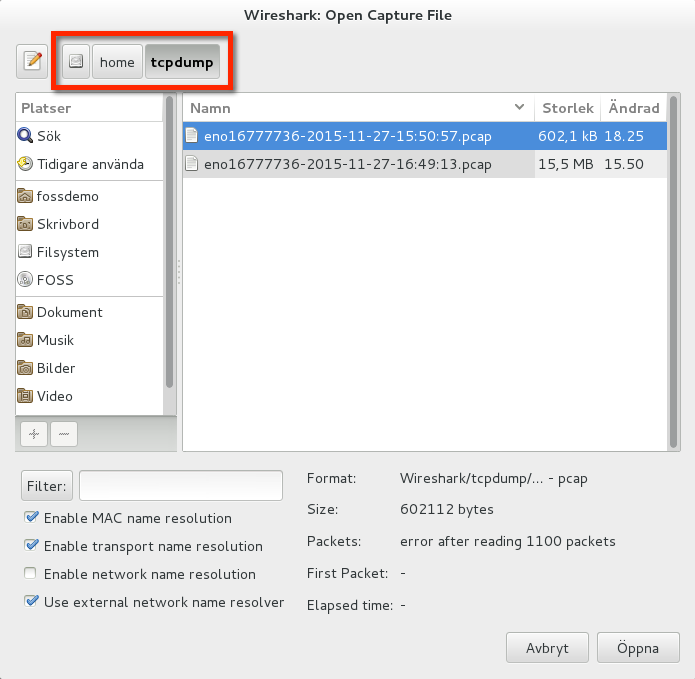 Wireshark: Open Capture File
home tcpdump
Platser
Sök
Tidigare använda
fossdemo
Skrivbord
Filsystem
FOSS
Dokument
Musik
Bilder
Video
Namn Storlek Ändrad
eno16777736-2015-11-27-15:50:57.pcap 602,1 kB 18.25
eno16777736-2015-11-27-16:49:13.pcap 15,5 MB 15.50
Filter:
Enable MAC name resolution
Enable transport name resolution
Enable network name resolution
Use external network name resolver
Format: Wireshark/tcpdump/... - pcap
Size: 602112 bytes
Packets: error after reading 1100 packets
First Packet: -
Elapsed time: -
Avbryt Öppna